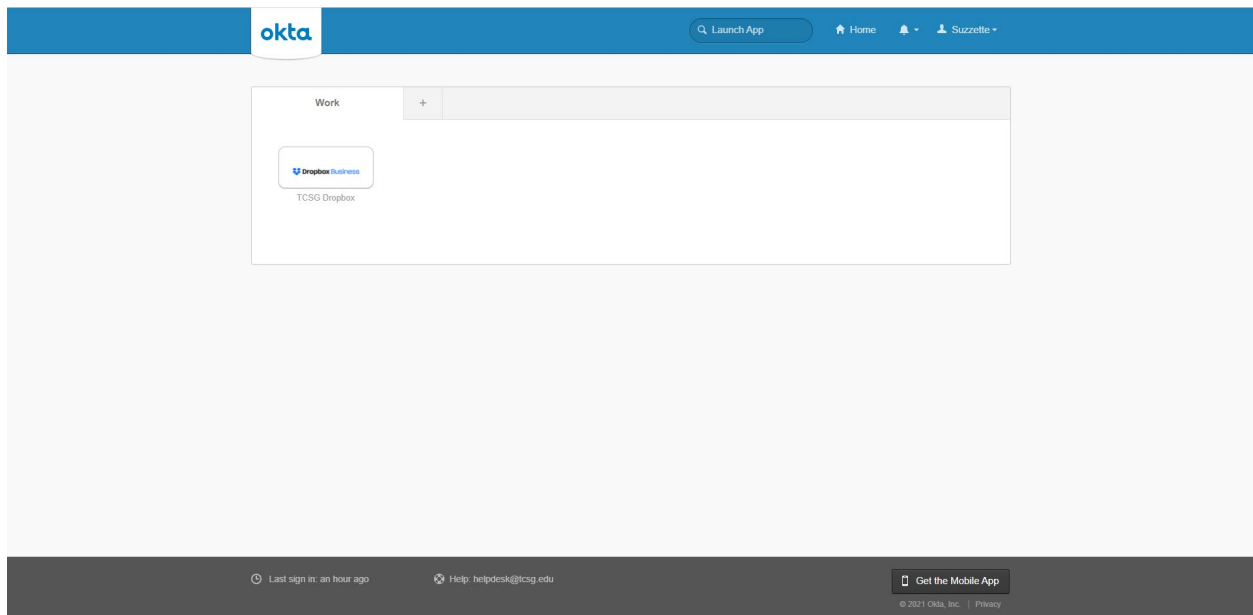 okta
Launch App
Home
Suzzette
Work
+
Dropbox Business
TCSG Dropbox
Last sign in: an hour ago
Help: helpdesk@tcsg.edu
Get the Mobile App
© 2021 Okta, Inc. | Privacy